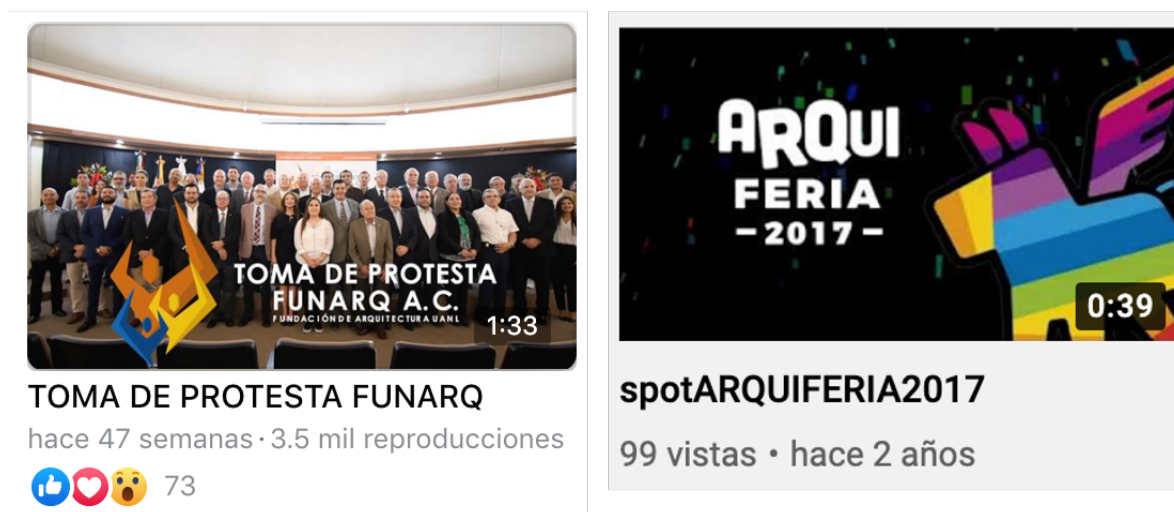 TOMA DE PROTESTA
FUNARQ A.C.
FUNDACIÓN DE ARQUITECTURA UANL
1:33
TOMA DE PROTESTA FUNARQ
hace 47 semanas · 3.5 mil reproducciones
73
ARQUI
FERIA
–2017–
0:39
spotARQUIFERIA2017
99 vistas • hace 2 años